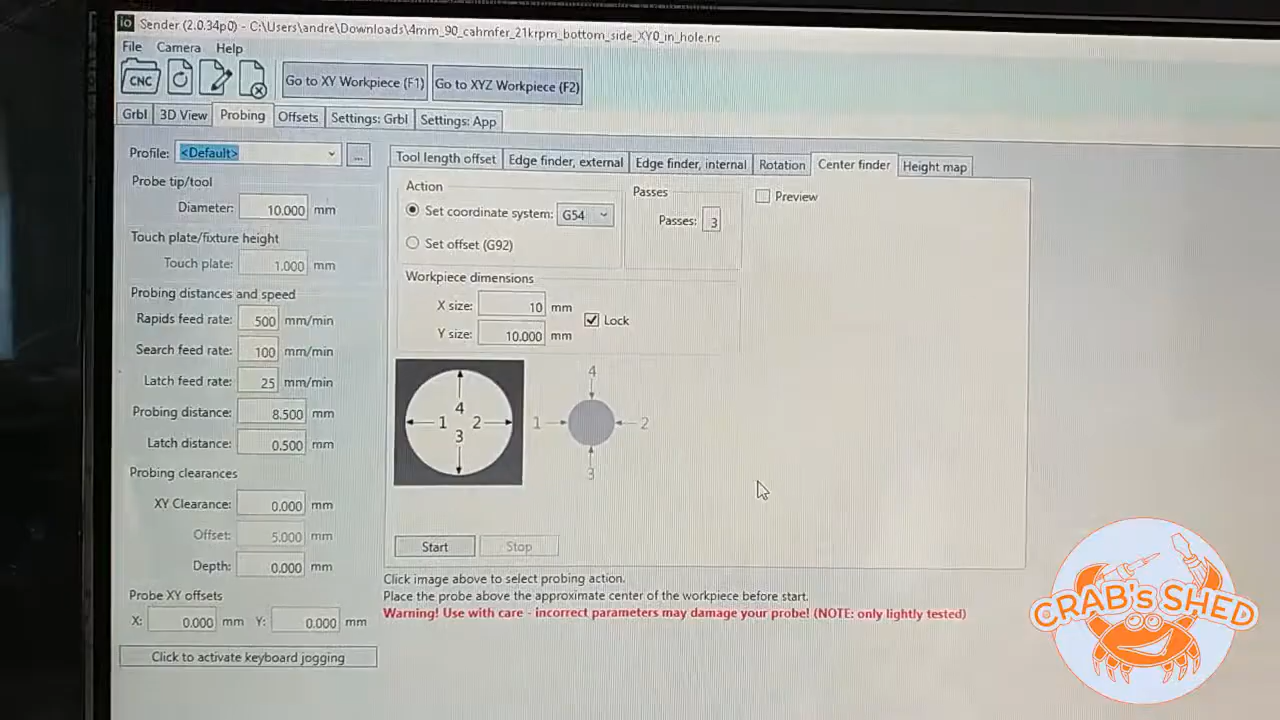 io Sender (2.0.34p0) - C:\Users\andre\Downloads\4mm_90_cahmfer_21krpm_bottom_side_XY0_in_hole.nc
File Camera Help
CNC Go to XY Workpiece (F1) Go to XYZ Workpiece (F2)
Grbl 3D View Probing Offsets Settings: Grbl Settings: App
Profile: <Default> ...
Tool length offset Edge finder, external Edge finder, internal Rotation Center finder Height map
Probe tip/tool
Diameter: 10.000 mm
Touch plate/fixture height
Touch plate: 1.000 mm
Probing distances and speed
Rapids feed rate: 500 mm/min
Search feed rate: 100 mm/min
Latch feed rate: 25 mm/min
Probing distance: 8.500 mm
Latch distance: 0.500 mm
Probing clearances
XY Clearance: 0.000 mm
Offset: 5.000 mm
Depth: 0.000 mm
Probe XY offsets
X: 0.000 mm Y: 0.000 mm
Click to activate keyboard jogging
Action
Set coordinate system: G54
Set offset (G92)
Passes
Passes: 3
Preview
Workpiece dimensions
X size: 10 mm
Y size: 10.000 mm
Lock
4
1 2
3
4
1 2
3
Start Stop
Click image above to select probing action.
Place the probe above the approximate center of the workpiece before start.
Warning! Use with care - incorrect parameters may damage your probe! (NOTE: only lightly tested)
CRAB's SHED